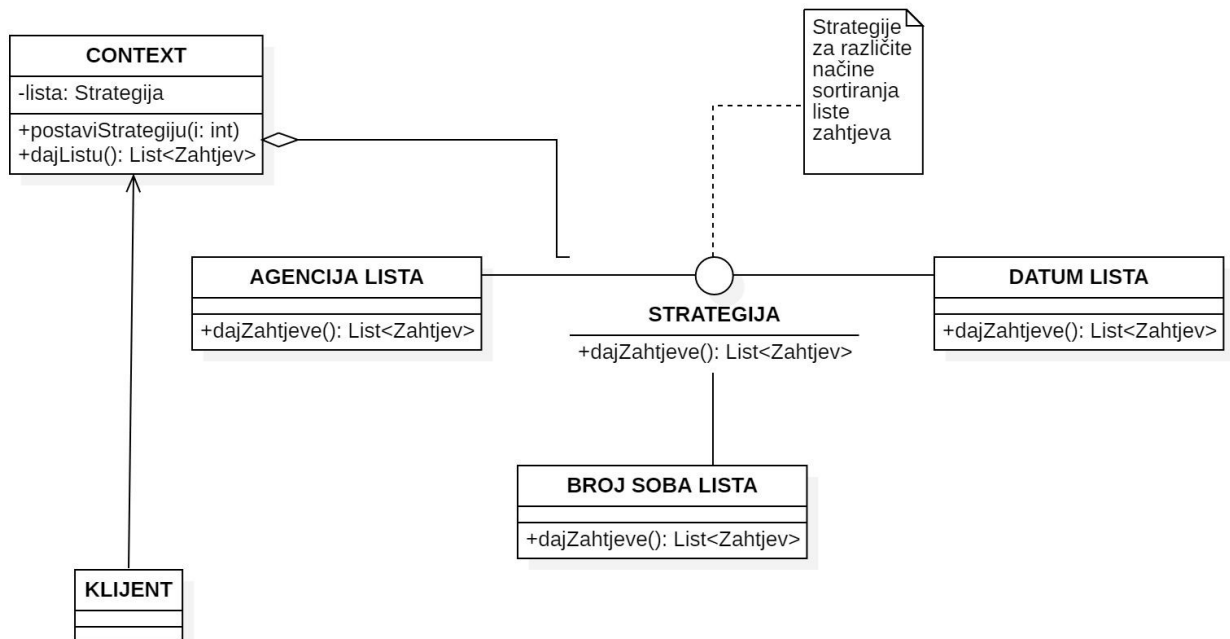 CONTEXT
-lista: Strategija
+postaviStrategiju(i: int)
+dajListu(): List<Zahtjev>
Strategije
za različite
načine
sortiranja
liste
zahtjeva
AGENCIJA LISTA
+dajZahtjeve(): List<Zahtjev>
STRATEGIJA
+dajZahtjeve(): List<Zahtjev>
DATUM LISTA
+dajZahtjeve(): List<Zahtjev>
BROJ SOBA LISTA
+dajZahtjeve(): List<Zahtjev>
KLIJENT